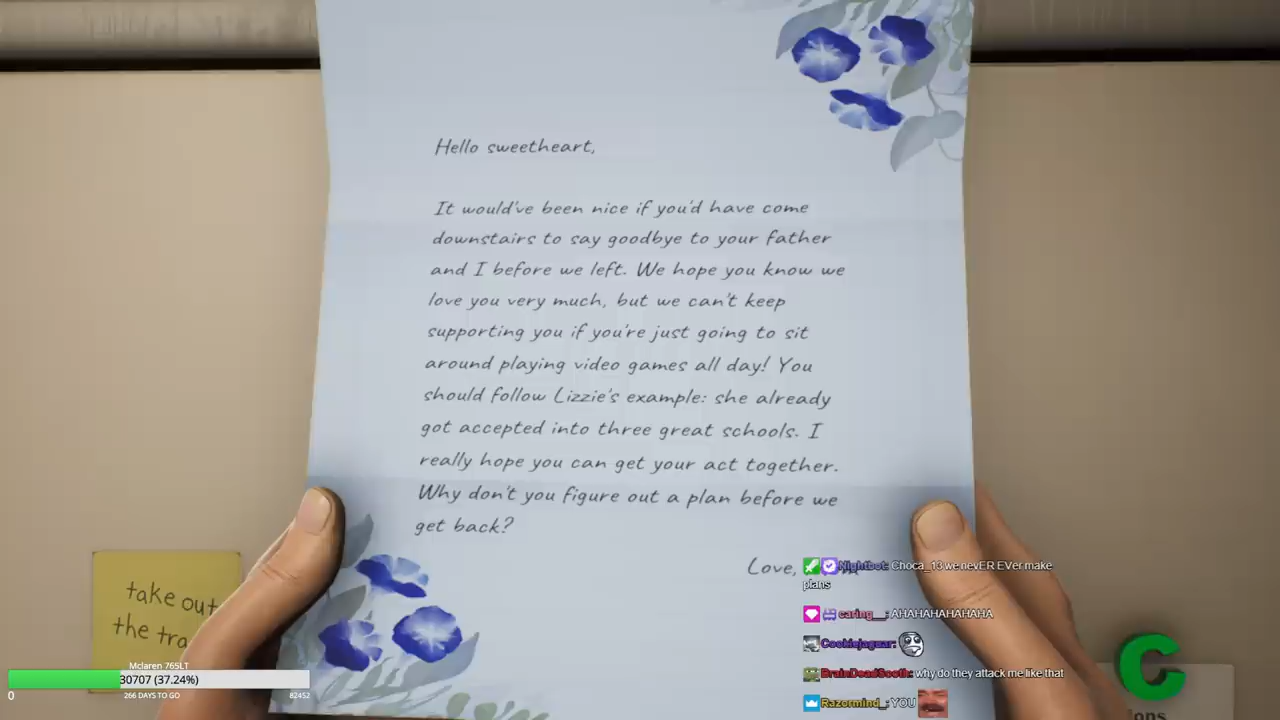 Hello sweetheart,
It would've been nice if you'd have come
downstairs to say goodbye to your father
and I before we left. We hope you know we
love you very much, but we can't keep
supporting you if you're just going to sit
around playing video games all day! You
should follow Lizzie's example: she already
got accepted into three great schools. I
really hope you can get your act together.
Why don't you figure out a plan before we
get back?
Love,
take out
the tra
Mclaren 765LT
30707 (37.24%)
0
266 DAYS TO GO
82452
Nightbot: Choca_13 we nevER EVer make
plans
caring__: AHAHAHAHAHAHA
Cookiejaguar:
BrainDeadSooth: why do they attack me like that
Razormind_: YOU
C